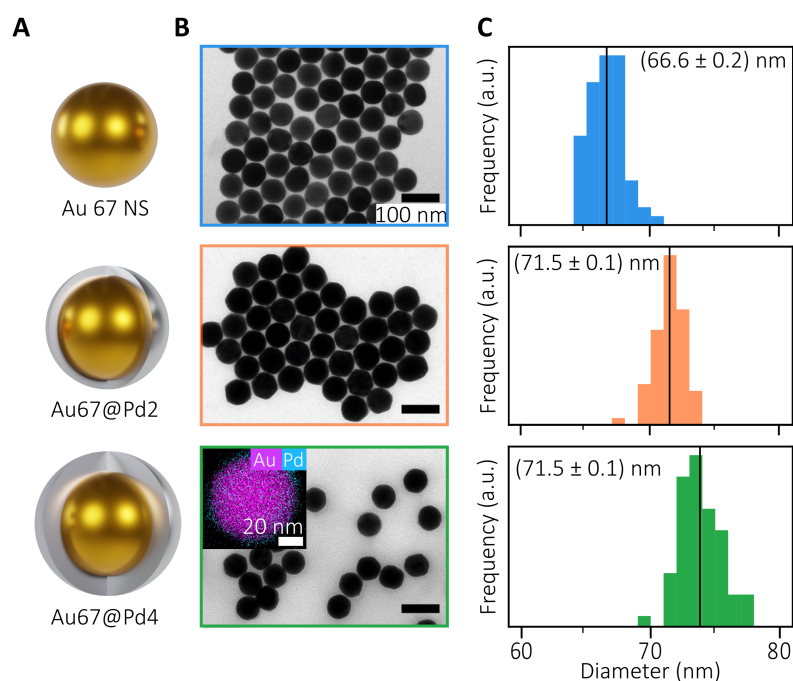 A
B
C
Au 67 NS
100 nm
Frequency (a.u.)
(66.6 ± 0.2) nm
Au67@Pd2
Frequency (a.u.)
(71.5 ± 0.1) nm
Au67@Pd4
Au Pd
20 nm
Frequency (a.u.)
(71.5 ± 0.1) nm
60 70 80
Diameter (nm)